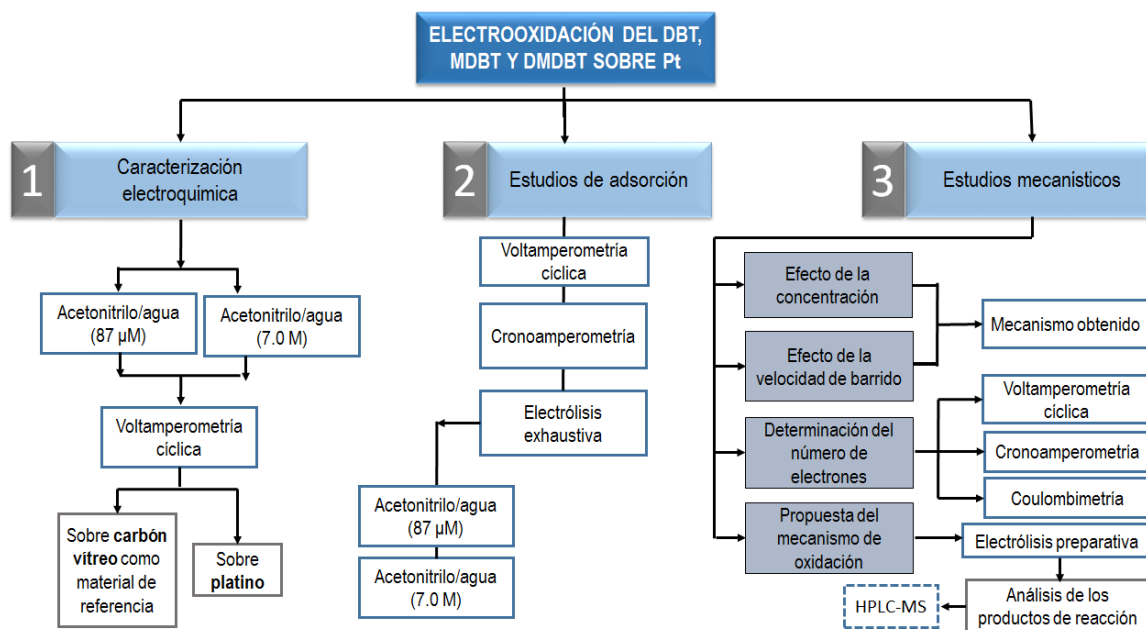 ELECTROOXIDACIÓN DEL DBT,
MDBT Y DMDBT SOBRE Pt
1
Caracterización
electroquímica
Acetonitrilo/agua
(87 µM)
Acetonitrilo/agua
(7.0 M)
Voltamperometría
cíclica
Sobre carbón
vítreo como
material de
referencia
Sobre
platino
2
Estudios de adsorción
Voltamperometría
cíclica
Cronoamperometría
Electrólisis
exhaustiva
Acetonitrilo/agua
(87 µM)
Acetonitrilo/agua
(7.0 M)
3
Estudios mecanísticos
Efecto de la
concentración
Efecto de la
velocidad de barrido
Mecanismo obtenido
Determinación del
número de
electrones
Voltamperometría
cíclica
Cronoamperometría
Coulombimetría
Propuesta del
mecanismo de
oxidación
Electrólisis preparativa
Análisis de los
productos de reacción
HPLC-MS